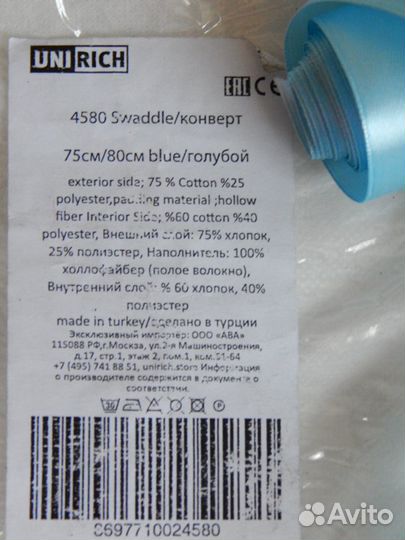 UNIRICH
EAC CE
4580 Swaddle/конверт
75см/80см blue/голубой
exterior side; 75 % Cotton %25
polyester,padding material ;hollow
fiber Interior Side; %60 cotton %40
polyester, Внешний слой: 75% хлопок,
25% полиэстер, Наполнитель: 100%
холлофайбер (полое волокно),
Внутренний слой: % 60 хлопок, 40%
полиэстер
made in turkey/сделано в турции
Эксклюзивный импортер: ООО «АВА»
115088 РФ,г.Москва, ул.2-я Машиностроения,
д.17, стр.1, этаж 2, пом.1, ком.51-64
+7 (495) 741 88 51, unirich.store Информация
о производителе содержится в документе о
соответствии.
30
8697710024580
Avito